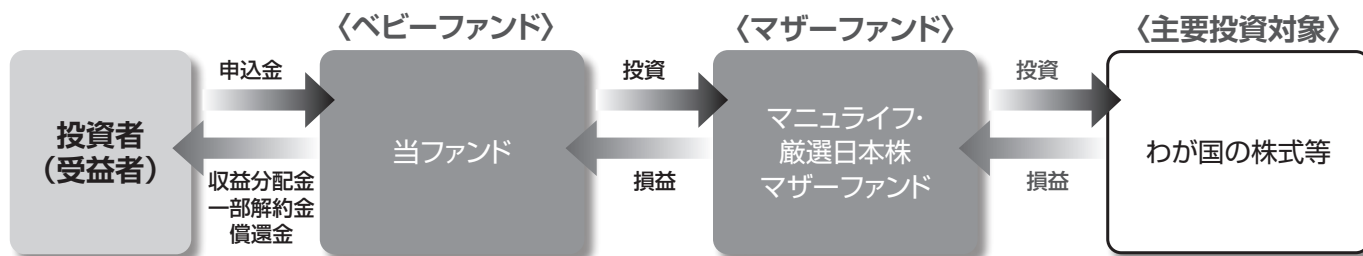 〈ベビーファンド〉
〈マザーファンド〉
〈主要投資対象〉
投資者
（受益者）
申込金
収益分配金
一部解約金
償還金
当ファンド
投資
損益
マニュライフ・
厳選日本株
マザーファンド
投資
損益
わが国の株式等